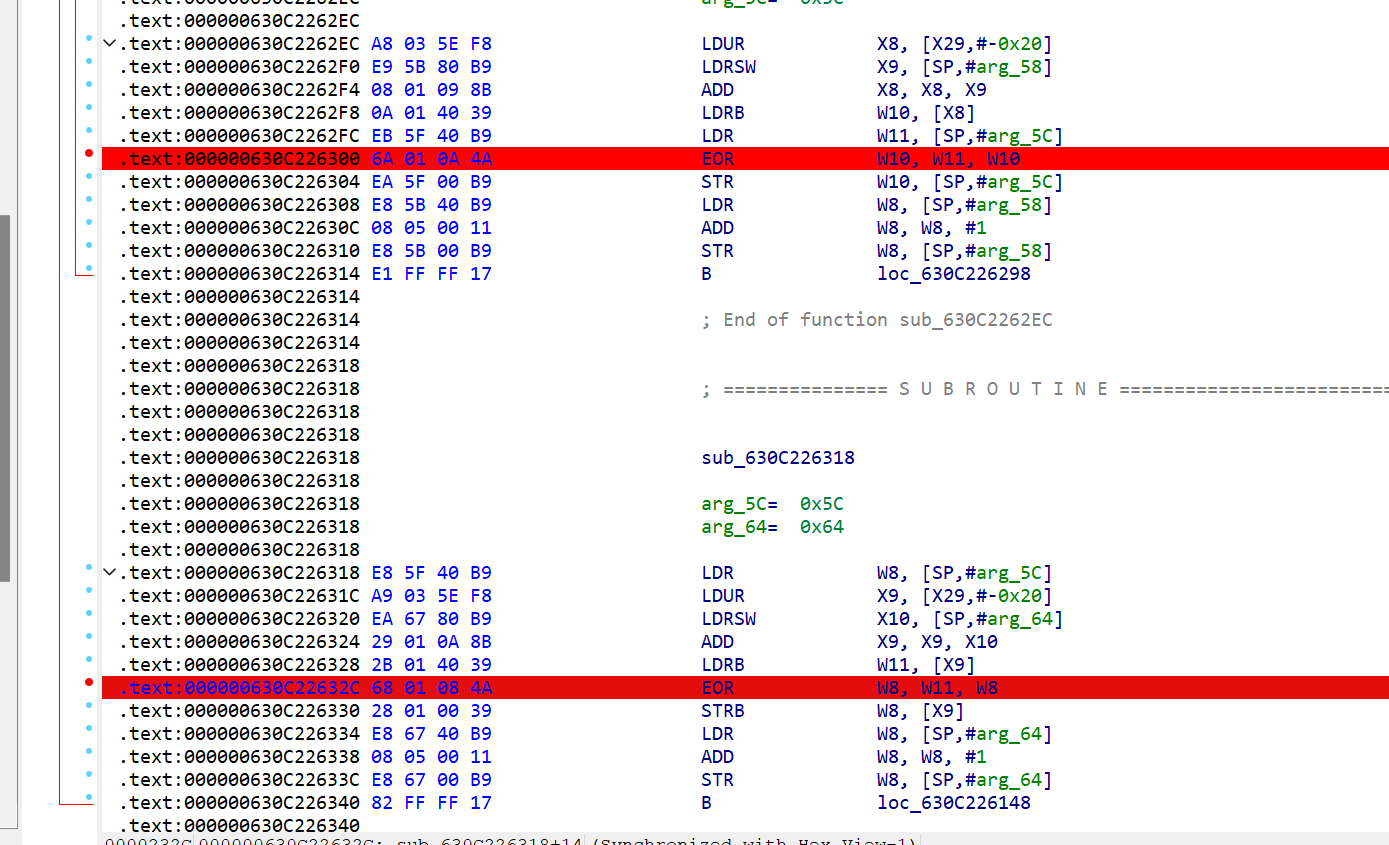 .text:000000630C2262EC arg_5C= 0x5C
.text:000000630C2262EC
.text:000000630C2262EC A8 03 5E F8 LDUR X8, [X29,#-0x20]
.text:000000630C2262F0 E9 5B 80 B9 LDRSW X9, [SP,#arg_58]
.text:000000630C2262F4 08 01 09 8B ADD X8, X8, X9
.text:000000630C2262F8 0A 01 40 39 LDRB W10, [X8]
.text:000000630C2262FC EB 5F 40 B9 LDR W11, [SP,#arg_5C]
.text:000000630C226300 6A 01 0A 4A EOR W10, W11, W10
.text:000000630C226304 EA 5F 00 B9 STR W10, [SP,#arg_5C]
.text:000000630C226308 E8 5B 40 B9 LDR W8, [SP,#arg_58]
.text:000000630C22630C 08 05 00 11 ADD W8, W8, #1
.text:000000630C226310 E8 5B 00 B9 STR W8, [SP,#arg_58]
.text:000000630C226314 E1 FF FF 17 B loc_630C226298
.text:000000630C226314
.text:000000630C226314 ; End of function sub_630C2262EC
.text:000000630C226314
.text:000000630C226318
.text:000000630C226318 ; =============== S U B R O U T I N E =========================
.text:000000630C226318
.text:000000630C226318
.text:000000630C226318 sub_630C226318
.text:000000630C226318
.text:000000630C226318 arg_5C= 0x5C
.text:000000630C226318 arg_64= 0x64
.text:000000630C226318
.text:000000630C226318 E8 5F 40 B9 LDR W8, [SP,#arg_5C]
.text:000000630C22631C A9 03 5E F8 LDUR X9, [X29,#-0x20]
.text:000000630C226320 EA 67 80 B9 LDRSW X10, [SP,#arg_64]
.text:000000630C226324 29 01 0A 8B ADD X9, X9, X10
.text:000000630C226328 2B 01 40 39 LDRB W11, [X9]
.text:000000630C22632C 68 01 08 4A EOR W8, W11, W8
.text:000000630C226330 28 01 00 39 STRB W8, [X9]
.text:000000630C226334 E8 67 40 B9 LDR W8, [SP,#arg_64]
.text:000000630C226338 08 05 00 11 ADD W8, W8, #1
.text:000000630C22633C E8 67 00 B9 STR W8, [SP,#arg_64]
.text:000000630C226340 82 FF FF 17 B loc_630C226148
.text:000000630C226340
0000232C 000000630C22632C: sub_630C226318+14 (Synchronized with Hex View-1)